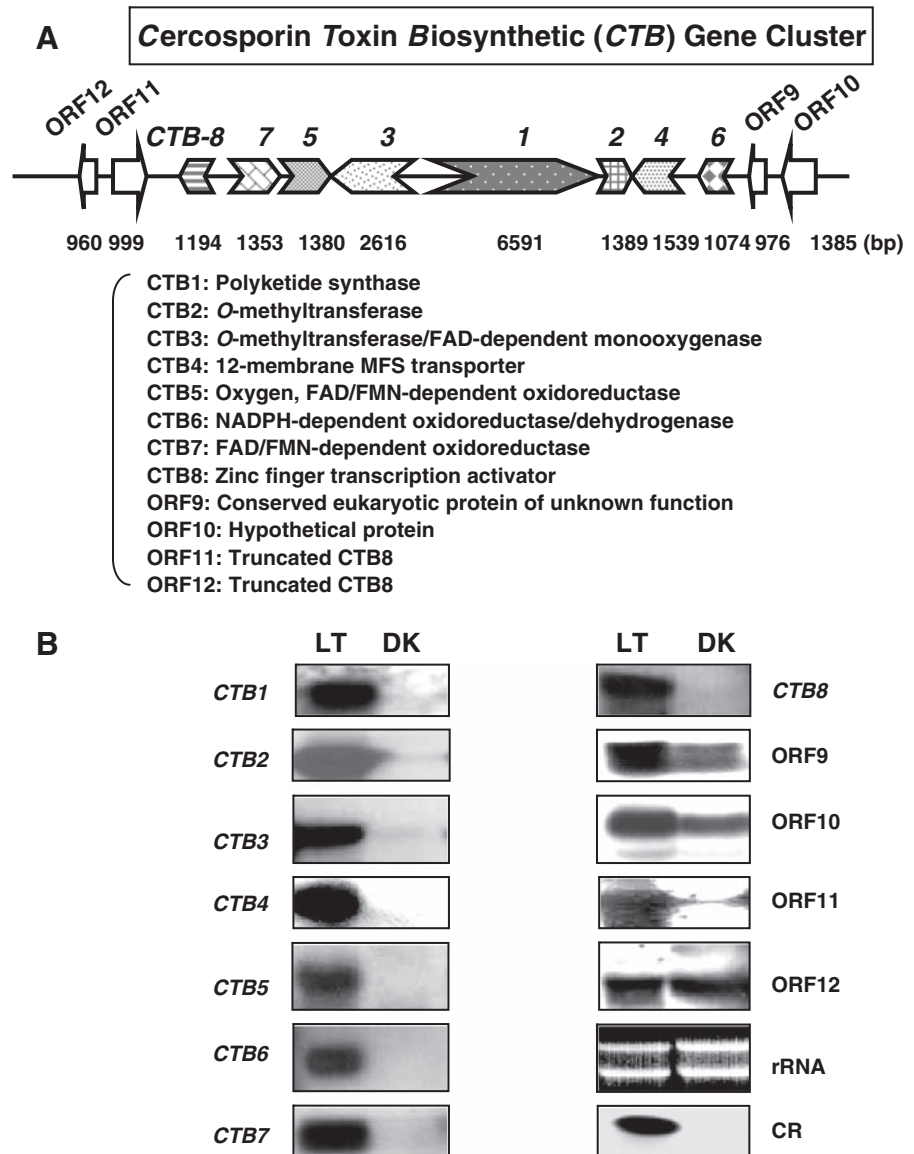 A
Cercosporin Toxin Biosynthetic (CTB) Gene Cluster
ORF12 ORF11 ORF9 ORF10
CTB-8 7 5 3 1 2 4 6
960 999 1194 1353 1380 2616 6591 1389 1539 1074 976 1385 (bp)
CTB1: Polyketide synthase
CTB2: O-methyltransferase
CTB3: O-methyltransferase/FAD-dependent monooxygenase
CTB4: 12-membrane MFS transporter
CTB5: Oxygen, FAD/FMN-dependent oxidoreductase
CTB6: NADPH-dependent oxidoreductase/dehydrogenase
CTB7: FAD/FMN-dependent oxidoreductase
CTB8: Zinc finger transcription activator
ORF9: Conserved eukaryotic protein of unknown function
ORF10: Hypothetical protein
ORF11: Truncated CTB8
ORF12: Truncated CTB8
B
LT DK
CTB1
CTB2
CTB3
CTB4
CTB5
CTB6
CTB7
LT DK
CTB8
ORF9
ORF10
ORF11
ORF12
rRNA
CR